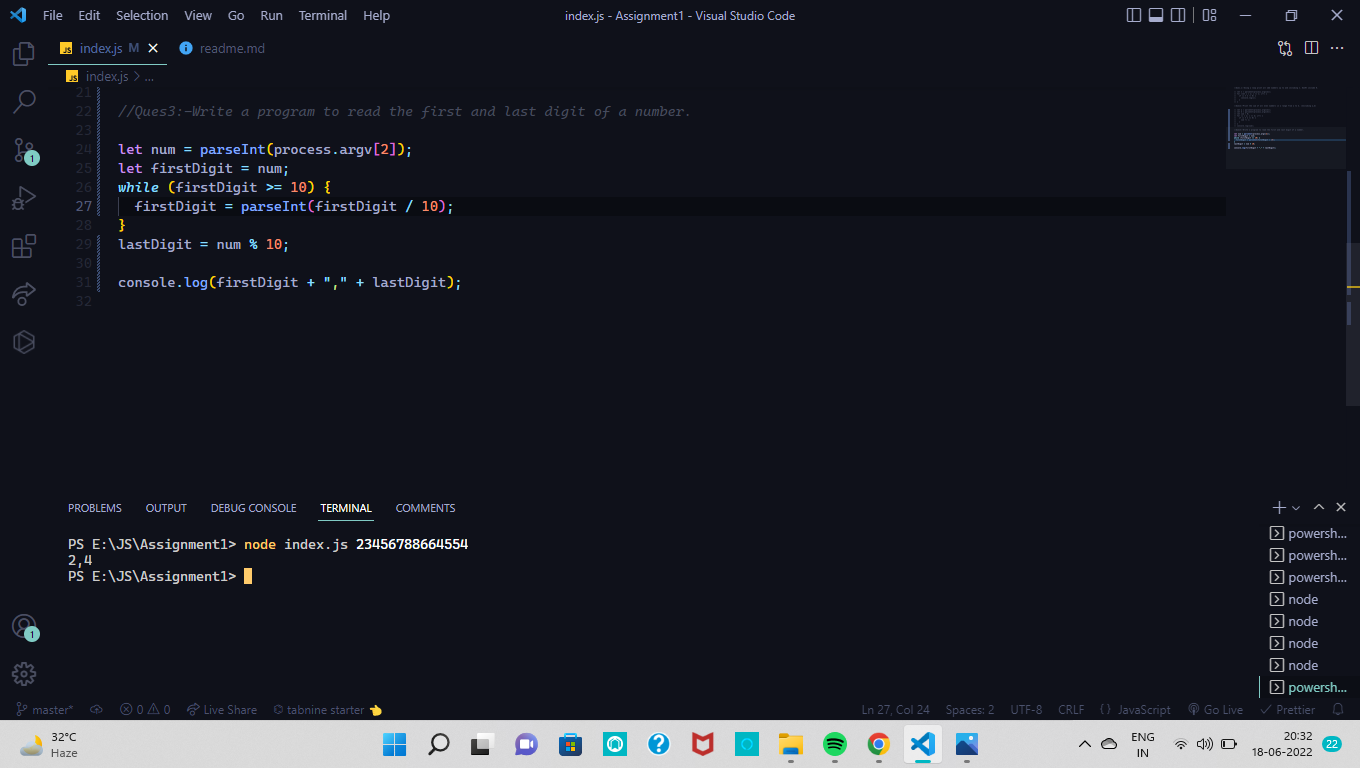 File Edit Selection View Go Run Terminal Help
index.js - Assignment1 - Visual Studio Code
JS index.js M
readme.md
JS index.js > ...
21
22 //Ques3:-Write a program to read the first and last digit of a number.
23
24 let num = parseInt(process.argv[2]);
25 let firstDigit = num;
26 while (firstDigit >= 10) {
27 firstDigit = parseInt(firstDigit / 10);
28 }
29 lastDigit = num % 10;
30
31 console.log(firstDigit + "," + lastDigit);
32
1
PROBLEMS OUTPUT DEBUG CONSOLE TERMINAL COMMENTS
PS E:\JS\Assignment1> node index.js 23456788664554
2,4
PS E:\JS\Assignment1>
powersh...
powersh...
powersh...
node
node
node
node
powersh...
1
master* 0 0 Live Share tabnine starter
Ln 27, Col 24 Spaces: 2 UTF-8 CRLF {} JavaScript Go Live Prettier
32°C
Haze
ENG
IN
20:32
18-06-2022
22